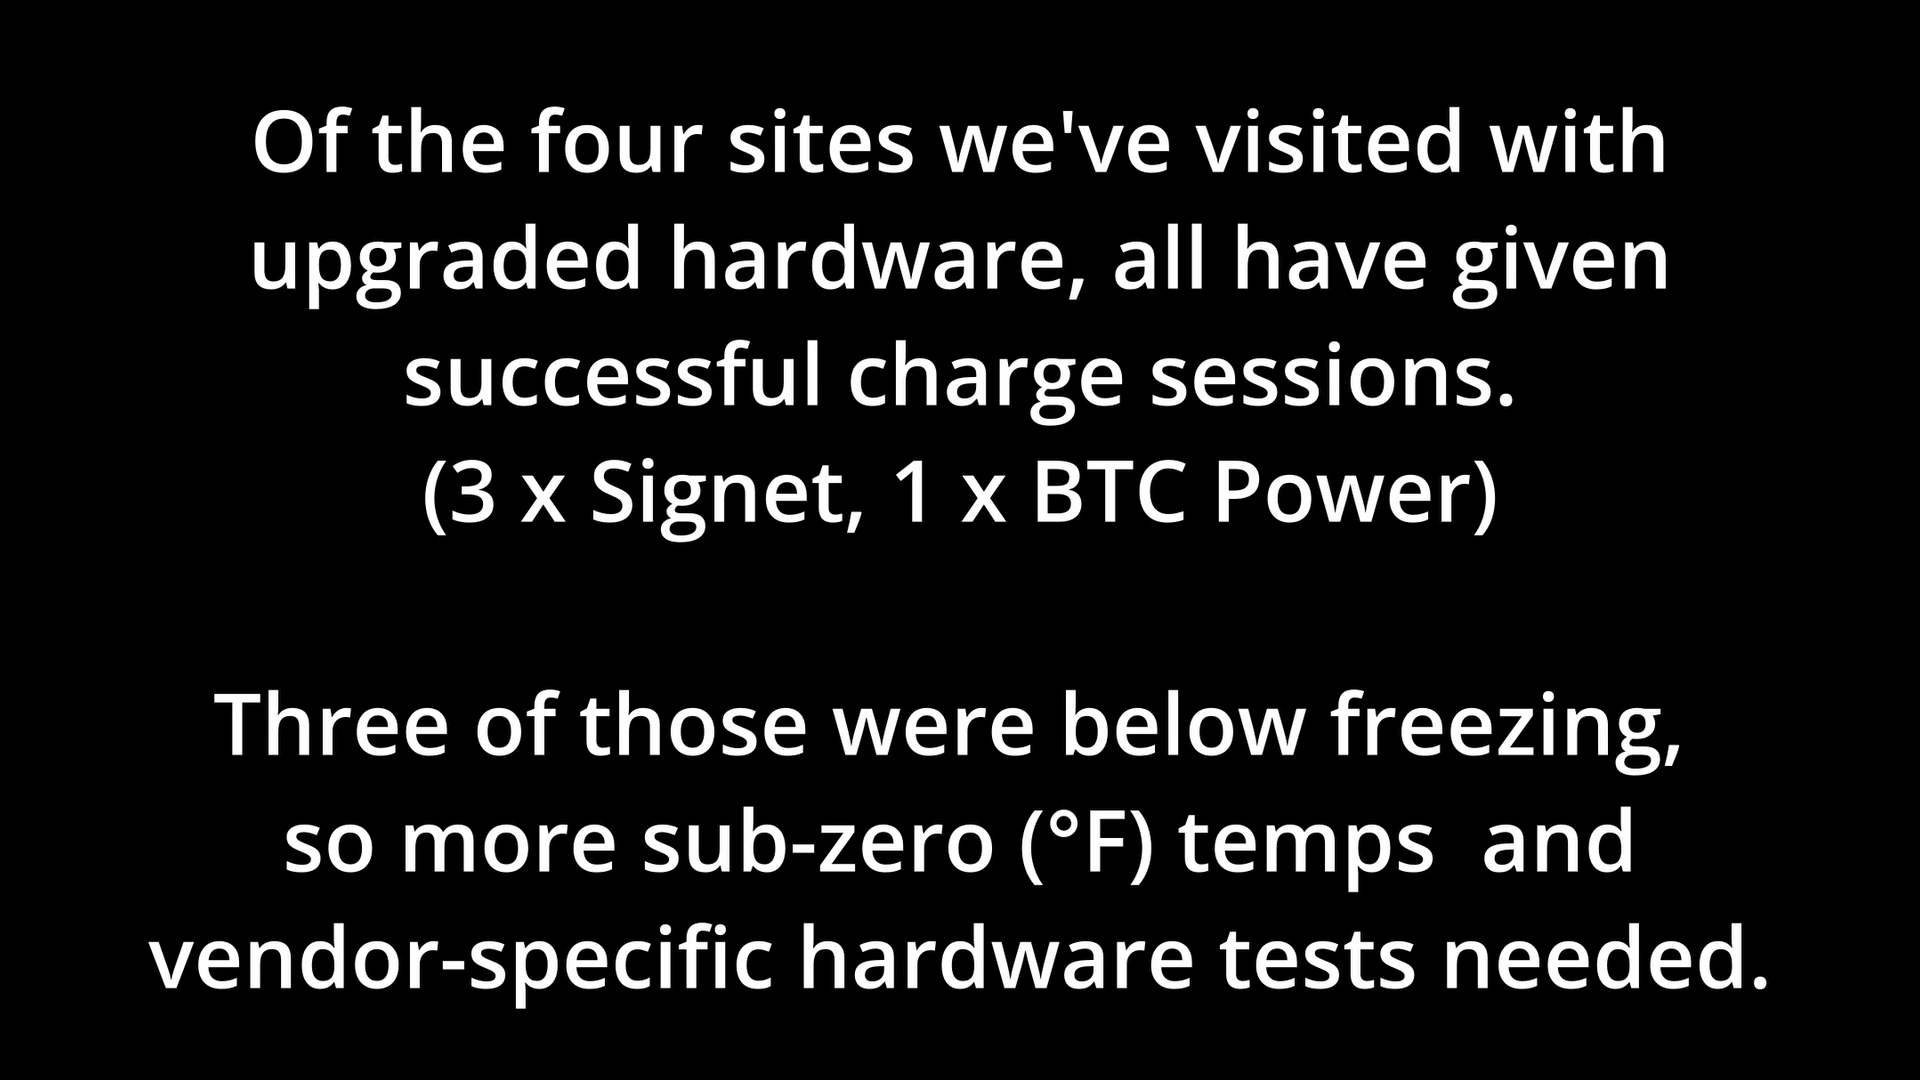 Of the four sites we've visited with
upgraded hardware, all have given
successful charge sessions.
(3 x Signet, 1 x BTC Power)
Three of those were below freezing,
so more sub-zero (°F) temps  and
vendor-specific hardware tests needed.